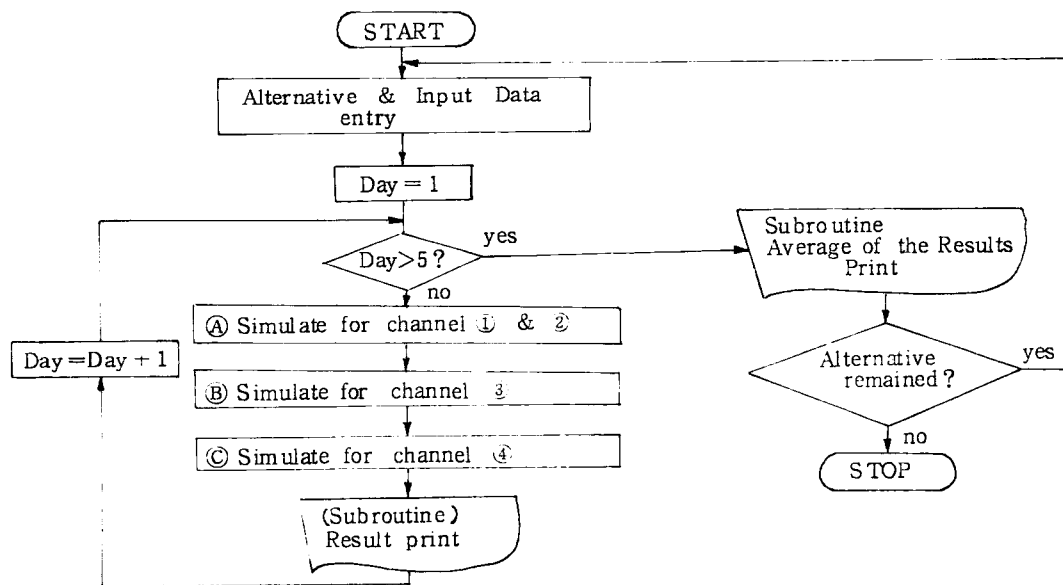 START
Alternative & Input Data
entry
Day = 1
Day>5?
yes
no
Subroutine
Average of the Results
Print
Ⓐ Simulate for channel ① & ②
Day=Day + 1
Ⓑ Simulate for channel ③
Ⓒ Simulate for channel ④
(Subroutine)
Result print
Alternative
remained?
yes
no
STOP